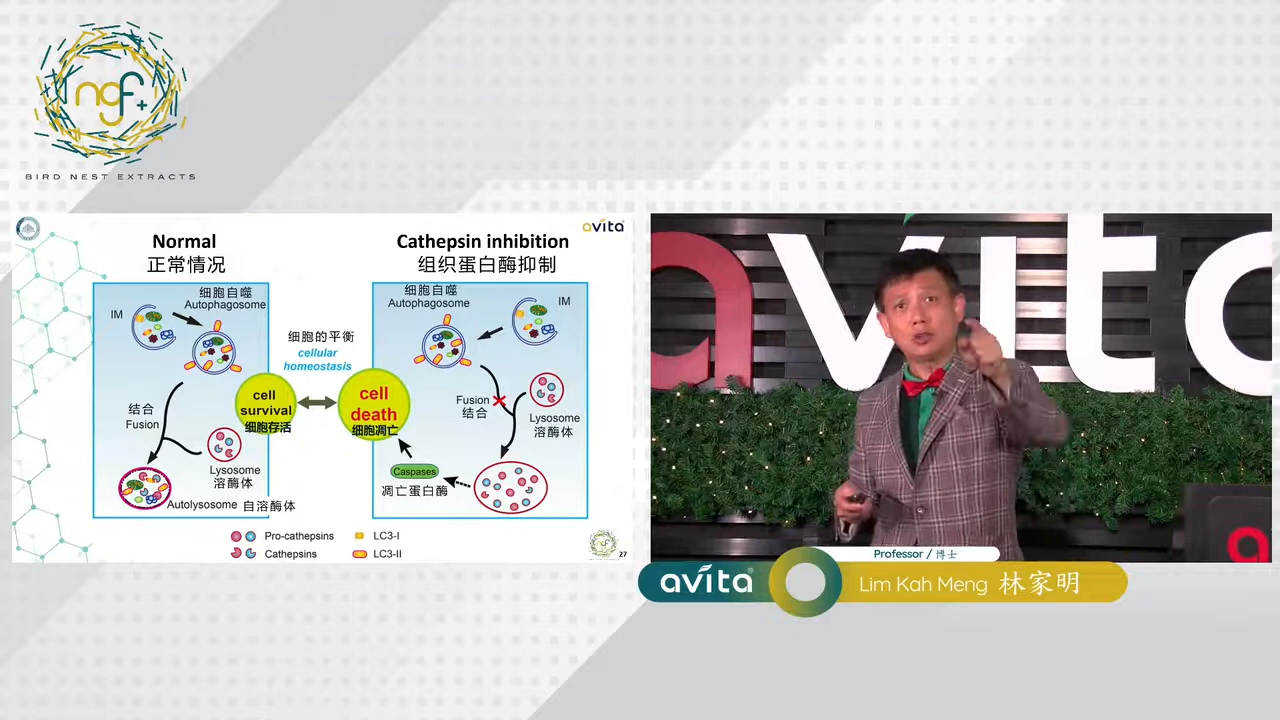 ngf+
BIRD NEST EXTRACTS
avita
Normal
正常情况
Cathepsin inhibition
组织蛋白酶抑制
IM
细胞自噬
Autophagosome
结合
Fusion
Lysosome
溶酶体
Autolysosome 自溶酶体
cell
survival
细胞存活
细胞的平衡
cellular
homeostasis
cell
death
细胞凋亡
细胞自噬
Autophagosome
IM
Fusion
结合
Lysosome
溶酶体
Caspases
凋亡蛋白酶
Pro-cathepsins
LC3-I
Cathepsins
LC3-II
ngf
27
avita
a
Professor / 博士
avita
Lim Kah Meng 林家明